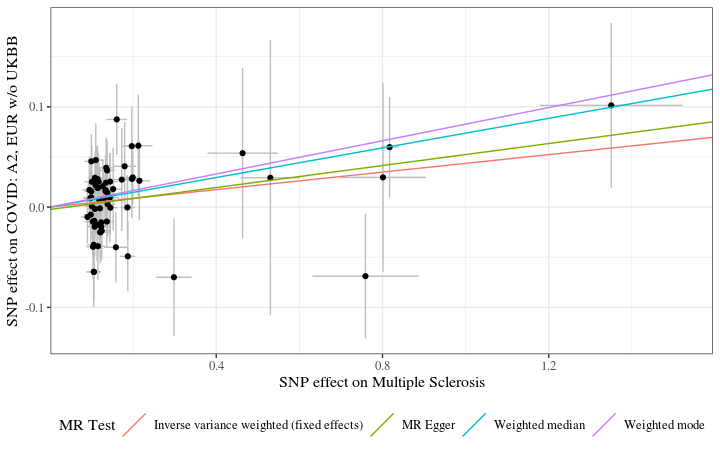 SNP effect on COVID: A2, EUR w/o UKBB
0.1
0.0
-0.1
0.4
0.8
1.2
SNP effect on Multiple Sclerosis
MR Test
Inverse variance weighted (fixed effects)
MR Egger
Weighted median
Weighted mode